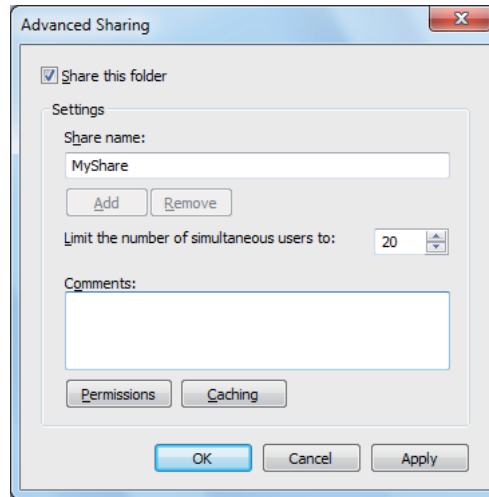 Advanced Sharing
Share this folder
Settings
Share name:
MyShare
Add Remove
Limit the number of simultaneous users to: 20
Comments:
Permissions Caching
OK Cancel Apply